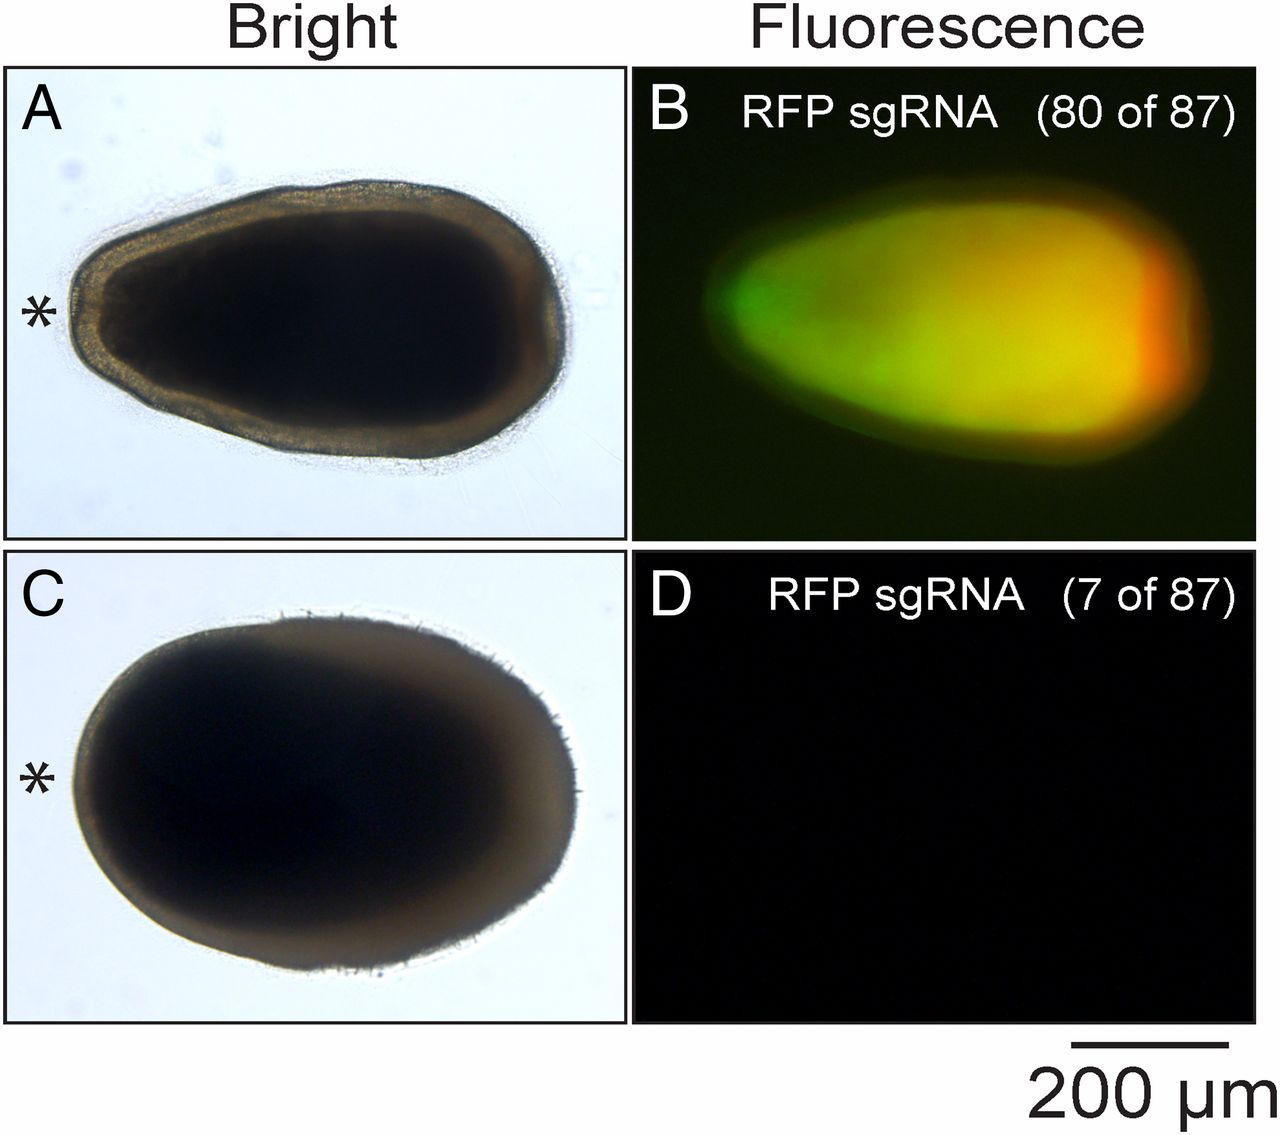 Bright Fluorescence
A
B RFP sgRNA (80 of 87)
*
C
D RFP sgRNA (7 of 87)
*
200 μm